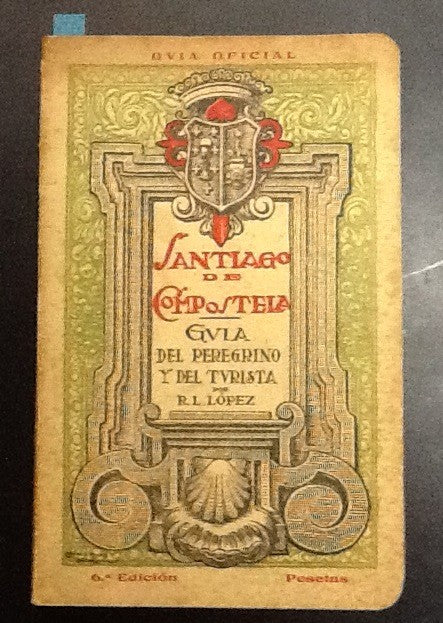 GVIA OFICIAL
SANTIAGO
DE
COMPOSTELA
GVIA
DEL PEREGRINO
Y DEL TVRISTA
POR
R. L. LÓPEZ
6.ª Edición Pesetas